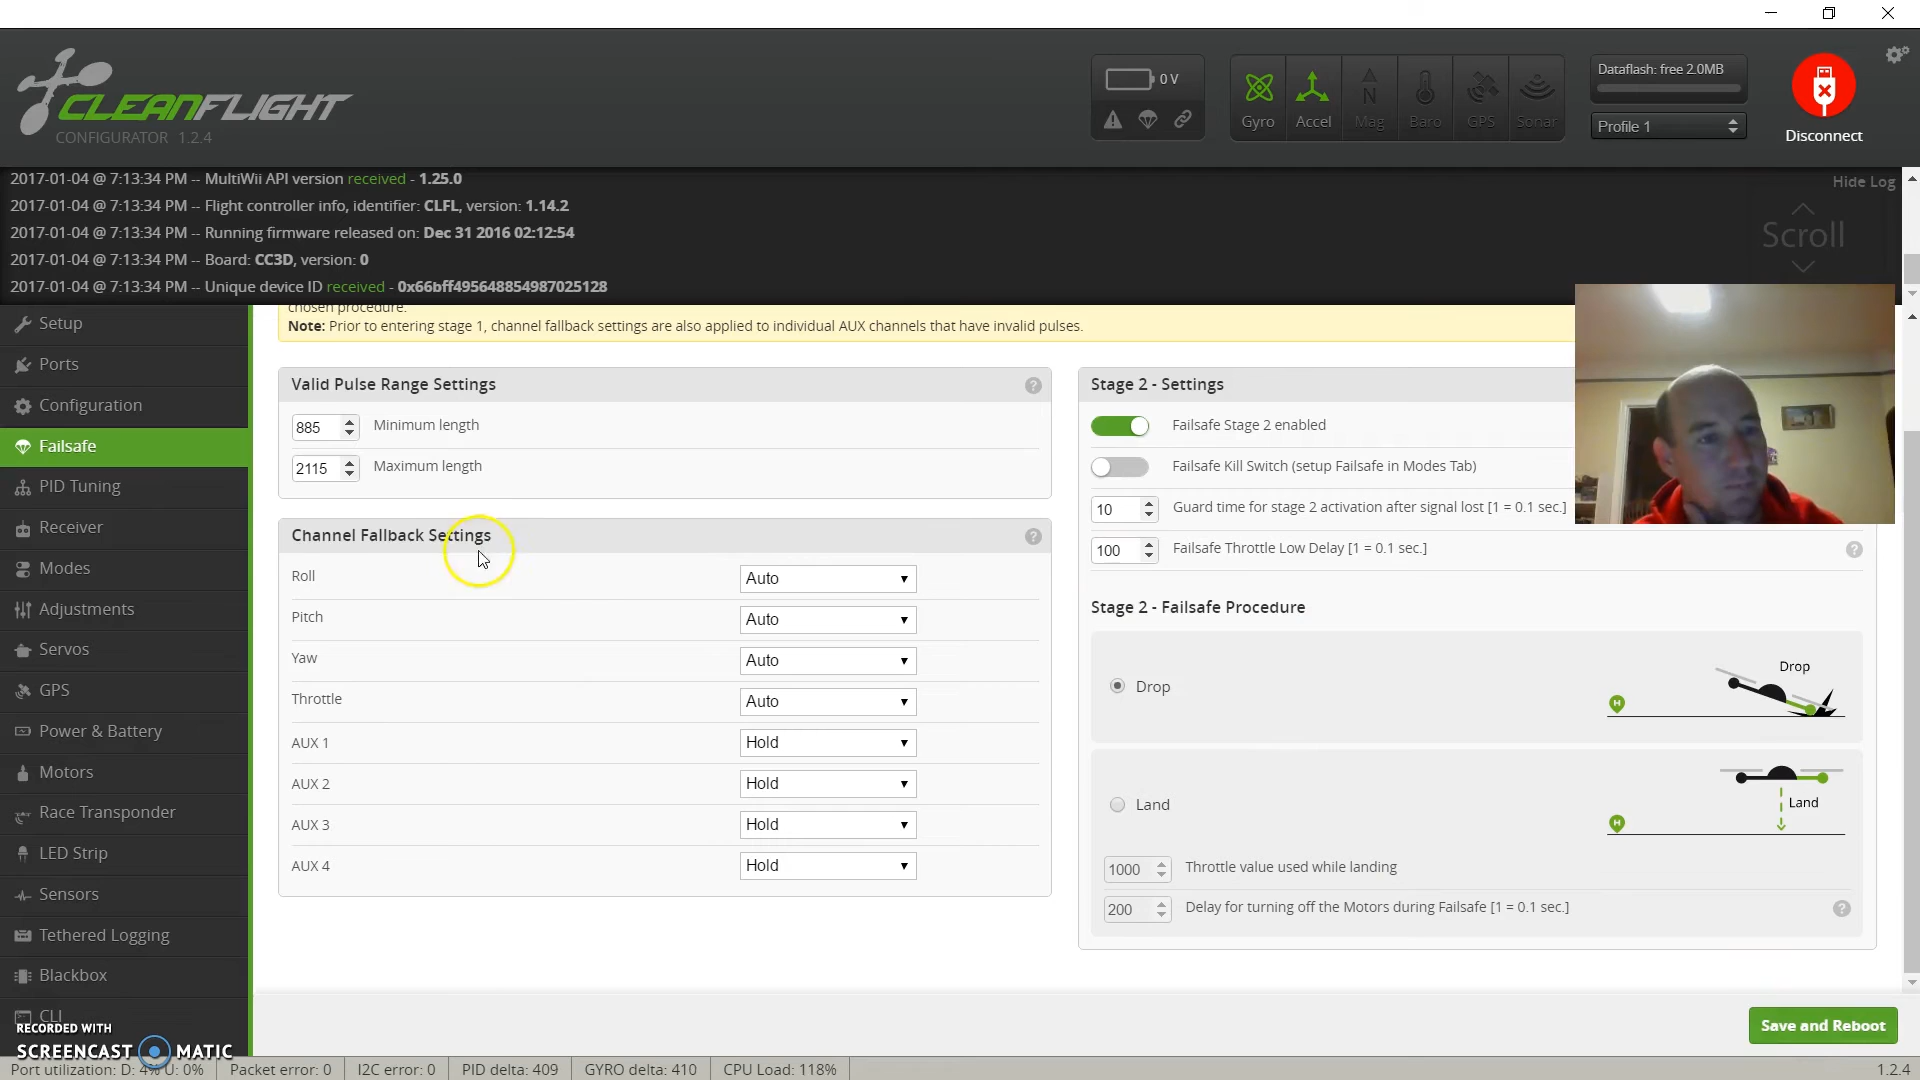 CLEANFLIGHT
CONFIGURATOR 1.2.4
0 V
Gyro
Accel
Mag
Baro
GPS
Sonar
Dataflash: free 2.0MB
Profile 1
Disconnect
2017-01-04 @ 7:13:34 PM -- MultiWii API version received - 1.25.0
2017-01-04 @ 7:13:34 PM -- Flight controller info, identifier: CLFL, version: 1.14.2
2017-01-04 @ 7:13:34 PM -- Running firmware released on: Dec 31 2016 02:12:54
2017-01-04 @ 7:13:34 PM -- Board: CC3D, version: 0
2017-01-04 @ 7:13:34 PM -- Unique device ID received - 0x66bff495648854987025128
Hide Log
Scroll
Setup
Ports
Configuration
Failsafe
PID Tuning
Receiver
Modes
Adjustments
Servos
GPS
Power & Battery
Motors
Race Transponder
LED Strip
Sensors
Tethered Logging
Blackbox
CLI
chosen procedure.
Note: Prior to entering stage 1, channel fallback settings are also applied to individual AUX channels that have invalid pulses.
Valid Pulse Range Settings
885 Minimum length
2115 Maximum length
Channel Fallback Settings
Roll Auto
Pitch Auto
Yaw Auto
Throttle Auto
AUX 1 Hold
AUX 2 Hold
AUX 3 Hold
AUX 4 Hold
Stage 2 - Settings
Failsafe Stage 2 enabled
Failsafe Kill Switch (setup Failsafe in Modes Tab)
10 Guard time for stage 2 activation after signal lost [1 = 0.1 sec.]
100 Failsafe Throttle Low Delay [1 = 0.1 sec.]
Stage 2 - Failsafe Procedure
Drop
Drop
H
Land
Land
H
1000 Throttle value used while landing
200 Delay for turning off the Motors during Failsafe [1 = 0.1 sec.]
Save and Reboot
RECORDED WITH
SCREENCAST MATIC
Port utilization: D: 4% U: 0%
Packet error: 0
I2C error: 0
PID delta: 409
GYRO delta: 410
CPU Load: 118%
1.2.4